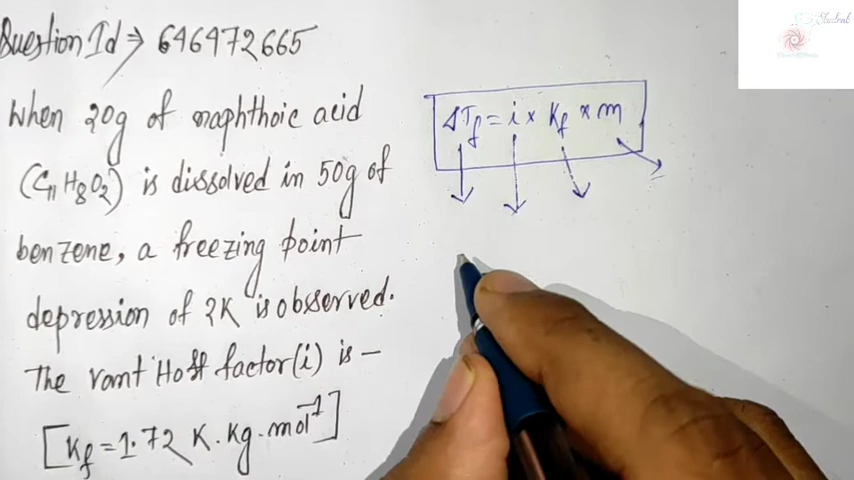 Question Id ⇒ 646472665
When 20g of naphthoic acid
(C11H8O2) is dissolved in 50g of
benzene, a freezing point
depression of 2K is observed.
The vant Hoff factor(i) is —
[Kf = 1.72 K.kg.mol-1]
ΔTf = i × Kf × m